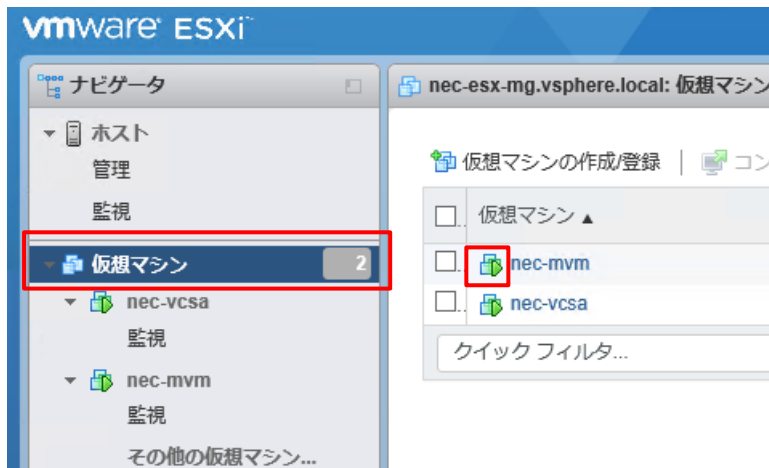 vmware ESXi™
ナビゲータ
ホスト
管理
監視
仮想マシン 2
nec-vcsa
監視
nec-mvm
監視
その他の仮想マシン...
nec-esx-mg.vsphere.local: 仮想マシン
仮想マシンの作成/登録 | コン
仮想マシン ▲
nec-mvm
nec-vcsa
クイック フィルタ...